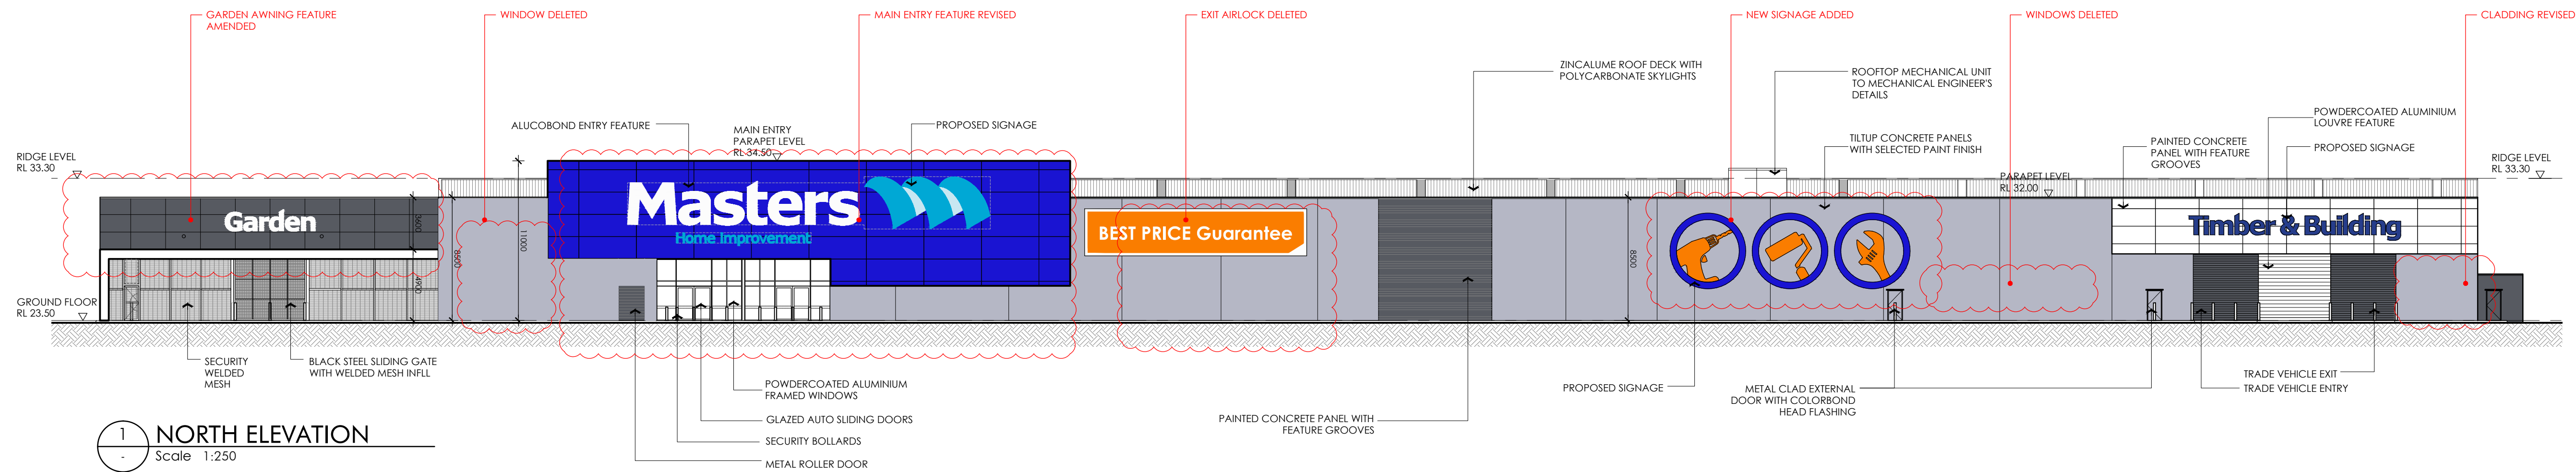 GARDEN AWNING FEATURE
AMENDED
WINDOW DELETED
MAIN ENTRY FEATURE REVISED
EXIT AIRLOCK DELETED
NEW SIGNAGE ADDED
WINDOWS DELETED
CLADDING REVISED
ZINCALUME ROOF DECK WITH
POLYCARBONATE SKYLIGHTS
ROOFTOP MECHANICAL UNIT
TO MECHANICAL ENGINEER'S
DETAILS
ALUCOBOND ENTRY FEATURE
MAIN ENTRY
PARAPET LEVEL
RL 34.50
PROPOSED SIGNAGE
TILTUP CONCRETE PANELS
WITH SELECTED PAINT FINISH
PAINTED CONCRETE
PANEL WITH FEATURE
GROOVES
POWDERCOATED ALUMINIUM
LOUVRE FEATURE
PROPOSED SIGNAGE
RIDGE LEVEL
RL 33.30
RIDGE LEVEL
RL 33.30
PARAPET LEVEL
RL 32.00
Garden
Masters
Home Improvement
BEST PRICE Guarantee
Timber & Building
3600
4900
8500
11000
8500
GROUND FLOOR
RL 23.50
SECURITY
WELDED
MESH
BLACK STEEL SLIDING GATE
WITH WELDED MESH INFLL
POWDERCOATED ALUMINIUM
FRAMED WINDOWS
GLAZED AUTO SLIDING DOORS
SECURITY BOLLARDS
METAL ROLLER DOOR
PAINTED CONCRETE PANEL WITH
FEATURE GROOVES
PROPOSED SIGNAGE
METAL CLAD EXTERNAL
DOOR WITH COLORBOND
HEAD FLASHING
TRADE VEHICLE EXIT
TRADE VEHICLE ENTRY
1
-
NORTH ELEVATION
Scale 1:250